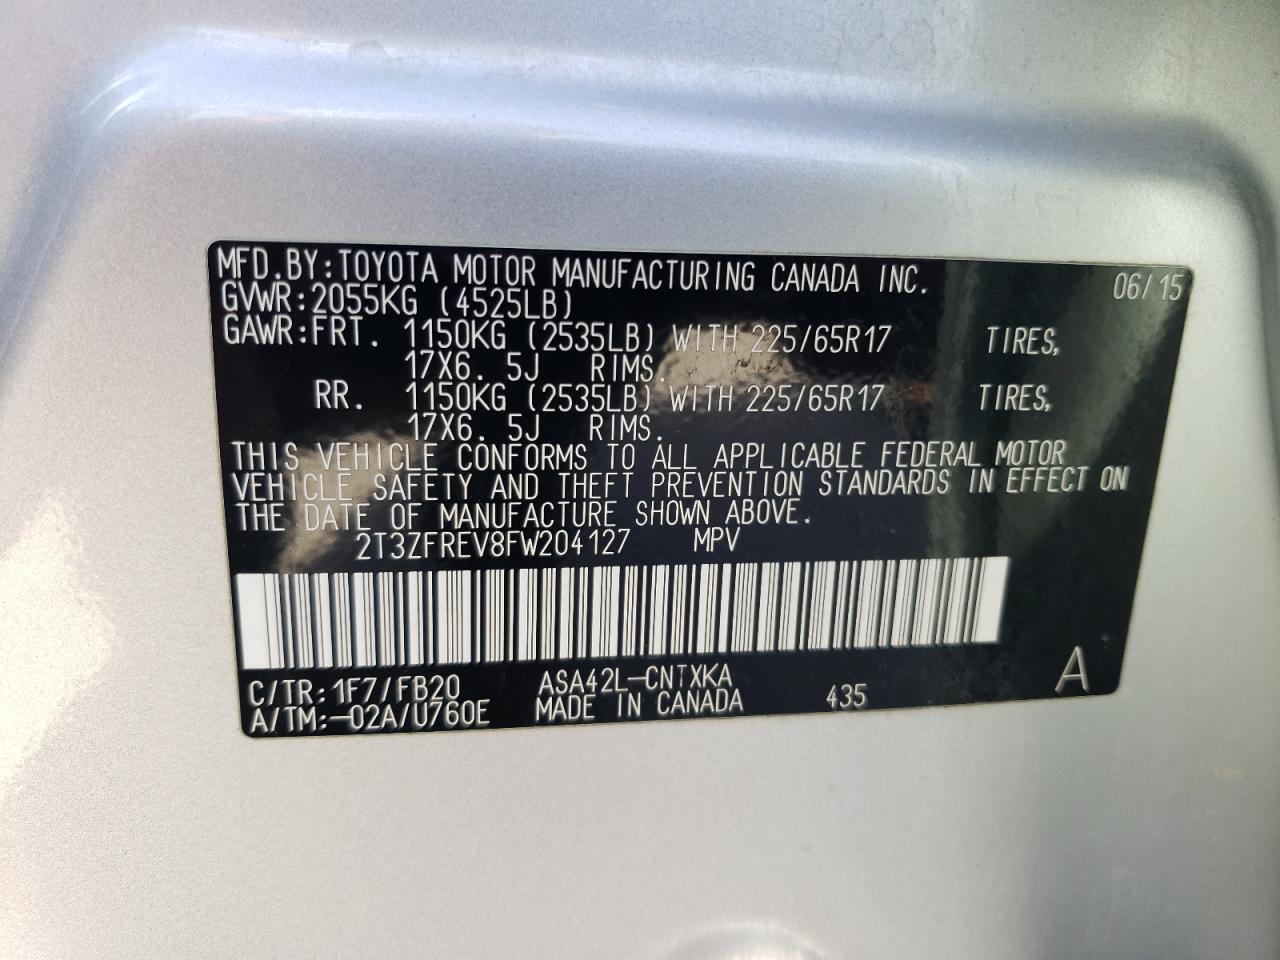 MFD.BY:TOYOTA MOTOR MANUFACTURING CANADA INC. 06/15
GVWR:2055KG (4525LB)
GAWR:FRT. 1150KG (2535LB) WITH 225/65R17 TIRES,
17X6. 5J RIMS.
RR. 1150KG (2535LB) WITH 225/65R17 TIRES,
17X6. 5J RIMS.
THIS VEHICLE CONFORMS TO ALL APPLICABLE FEDERAL MOTOR
VEHICLE SAFETY AND THEFT PREVENTION STANDARDS IN EFFECT ON
THE DATE OF MANUFACTURE SHOWN ABOVE.
2T3ZFREV8FW204127 MPV
C/TR:1F7/FB20 ASA42L-CNTXKA
A/TM:-02A/U760E MADE IN CANADA 435 A